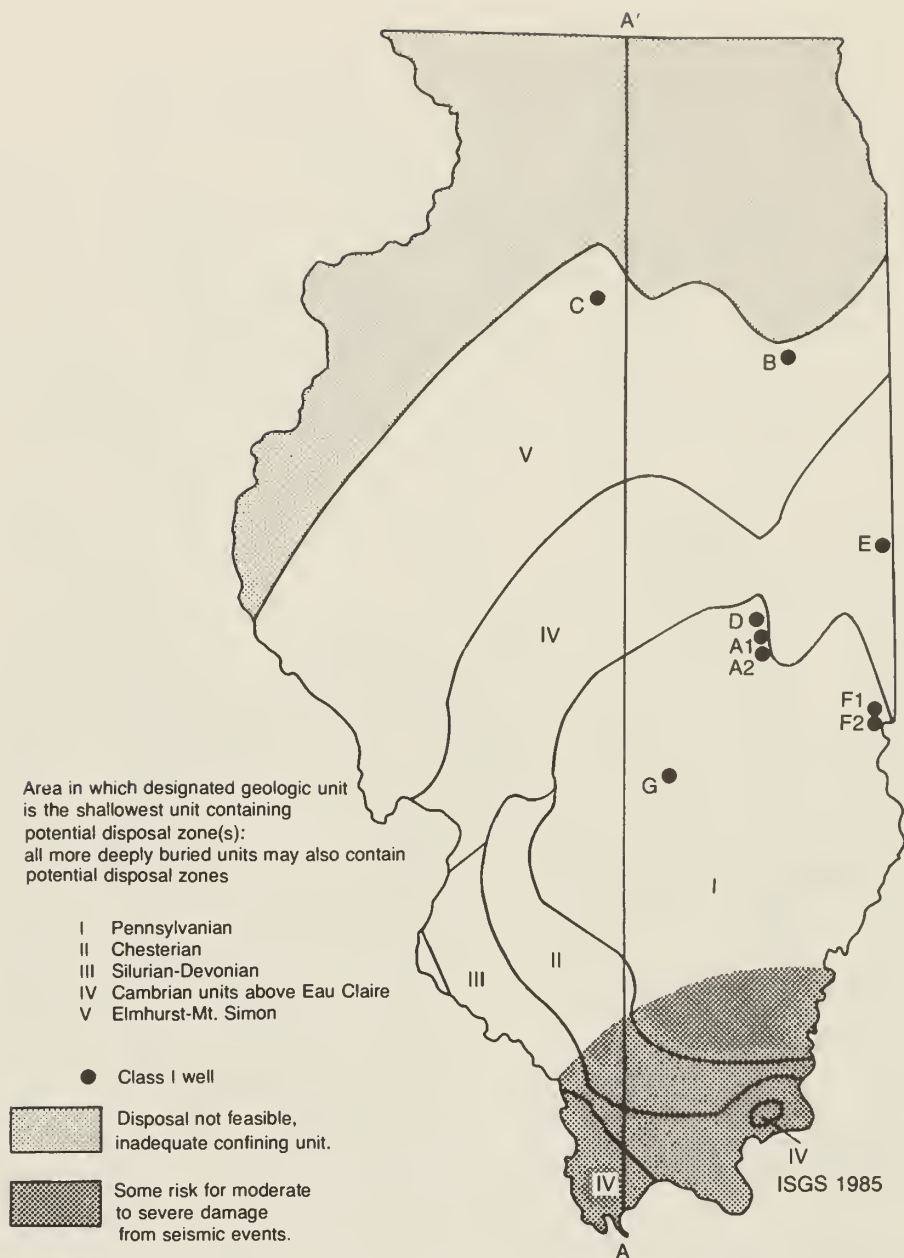 A'
C
B
V
E
IV
D
A1
A2
F1
F2
G
Area in which designated geologic unit
is the shallowest unit containing
potential disposal zone(s):
all more deeply buried units may also contain
potential disposal zones
I
I Pennsylvanian
II Chesterian
III Silurian-Devonian
IV Cambrian units above Eau Claire
V Elmhurst-Mt. Simon
II
III
Class I well
Disposal not feasible,
inadequate confining unit.
IV
ISGS 1985
IV
Some risk for moderate
to severe damage
from seismic events.
A